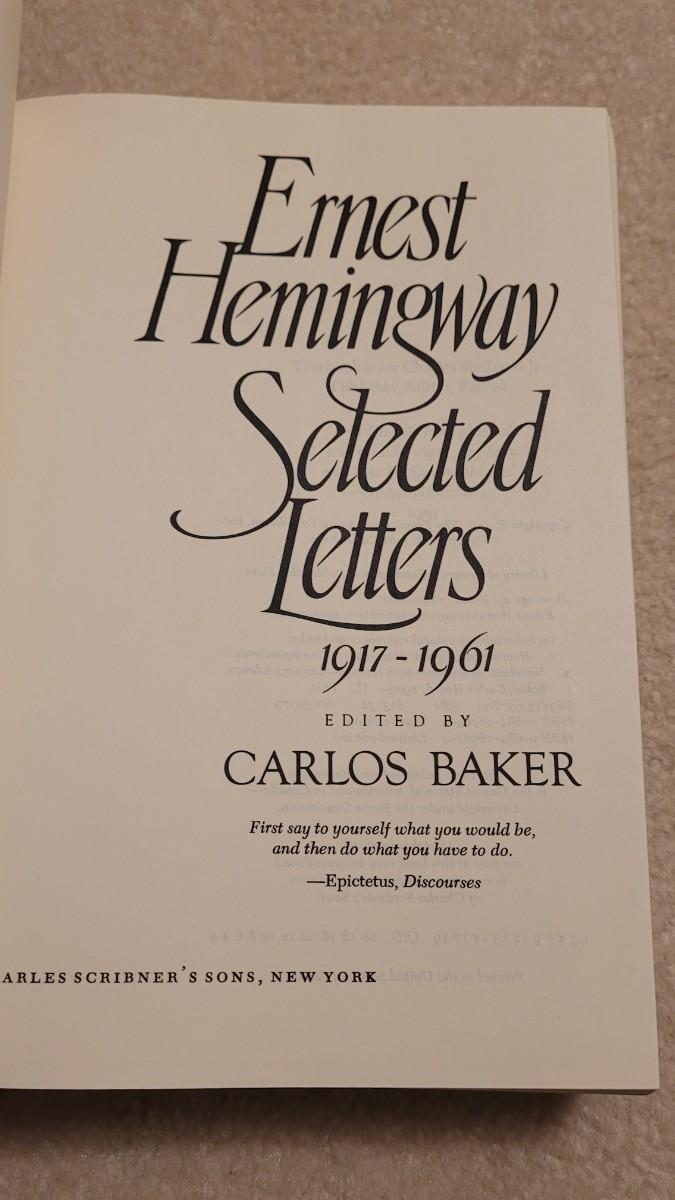 Ernest
Hemingway
Selected
Letters
1917 - 1961
EDITED BY
CARLOS BAKER
First say to yourself what you would be,
and then do what you have to do.
—Epictetus, Discourses
ARLES SCRIBNER'S SONS, NEW YORK